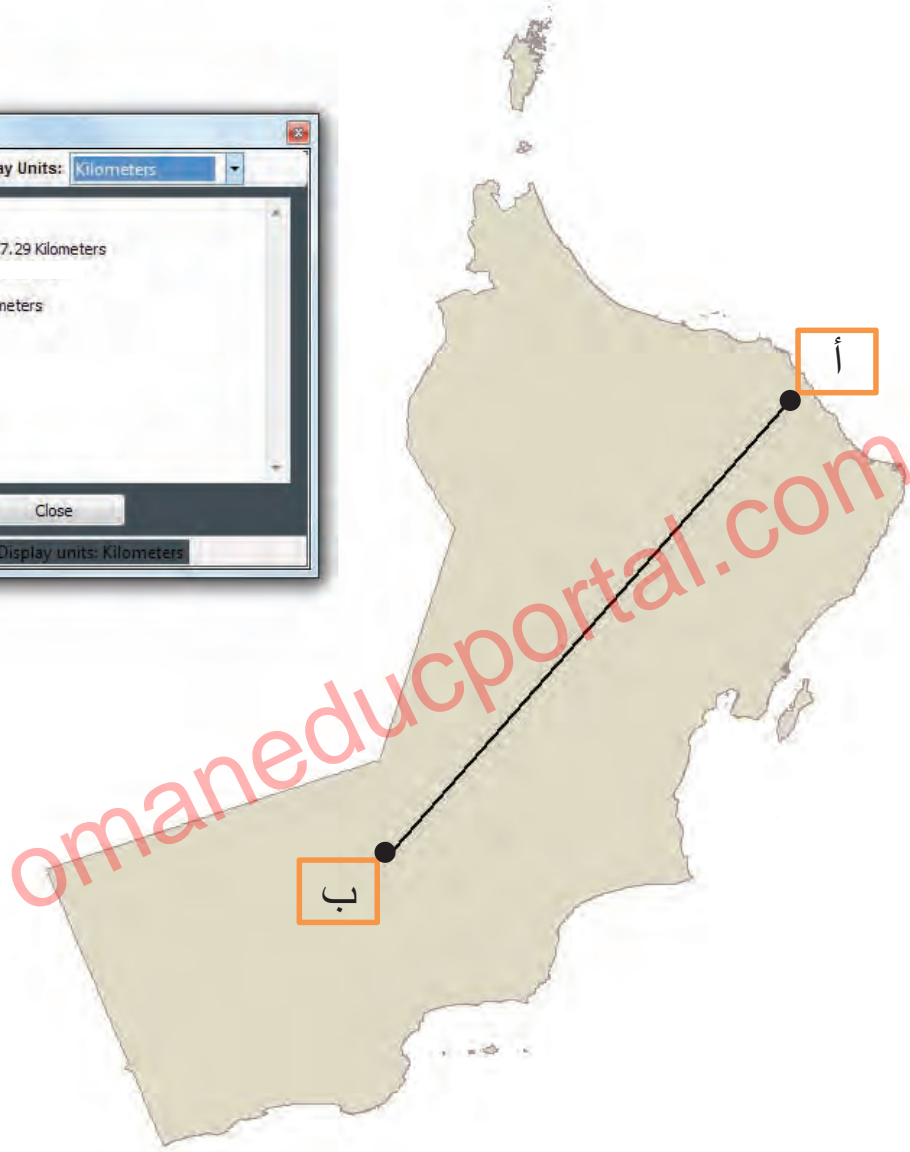 ay Units: Kilometers
7.29 Kilometers
meters
Close
Display units: Kilometers
أ
ب
omaneducportal.com